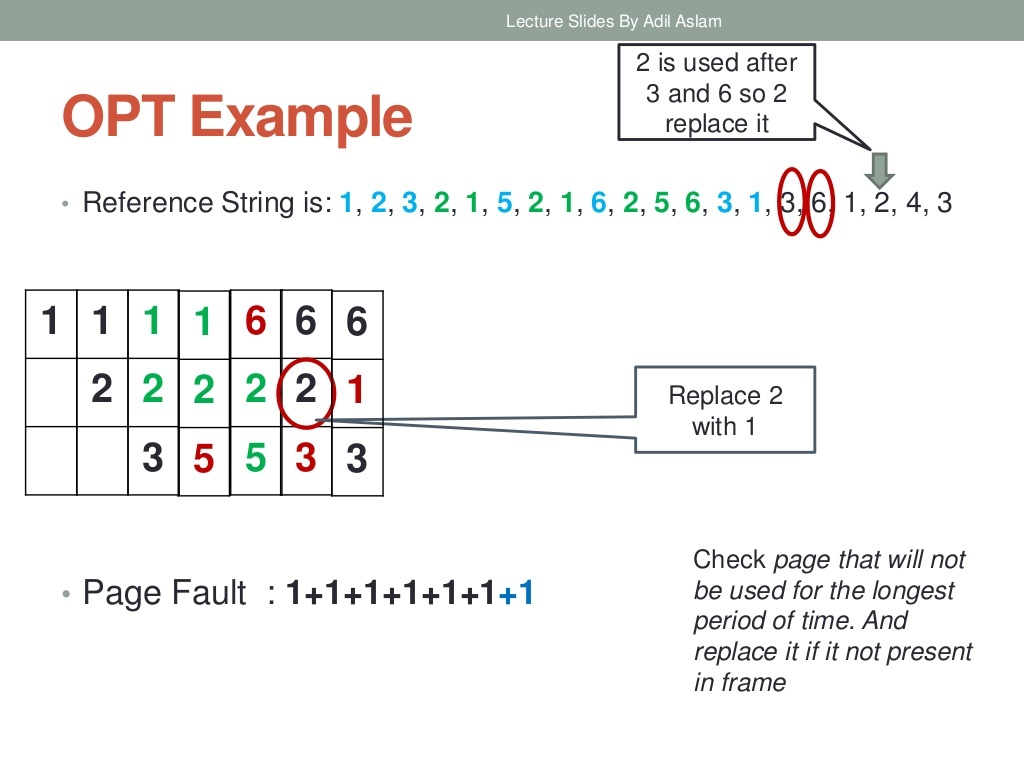 Lecture Slides By Adil Aslam
2 is used after
3 and 6 so 2
replace it
OPT Example
• Reference String is: 1, 2, 3, 2, 1, 5, 2, 1, 6, 2, 5, 6, 3, 1, 3, 6, 1, 2, 4, 3
1 1 1 1 6 6 6
2 2 2 2 2 1
3 5 5 3 3
Replace 2
with 1
• Page Fault : 1+1+1+1+1+1+1
Check page that will not
be used for the longest
period of time. And
replace it if it not present
in frame